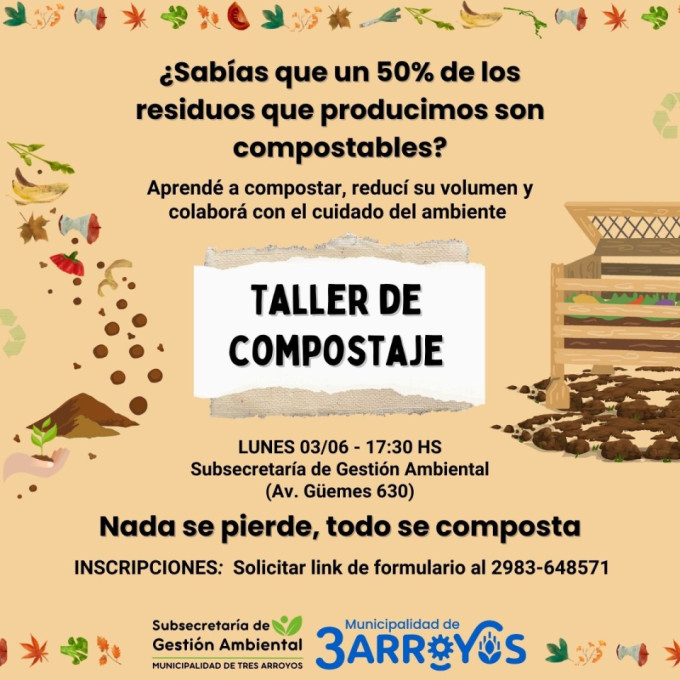 ¿Sabías que un 50% de los
residuos que producimos son
compostables?
Aprendé a compostar, reducí su volumen y
colaborá con el cuidado del ambiente
TALLER DE
COMPOSTAJE
LUNES 03/06 - 17:30 HS
Subsecretaría de Gestión Ambiental
(Av. Güemes 630)
Nada se pierde, todo se composta
INSCRIPCIONES: Solicitar link de formulario al 2983-648571
Subsecretaría de
Gestión Ambiental
MUNICIPALIDAD DE TRES ARROYOS
Municipalidad de
3ARROYOS